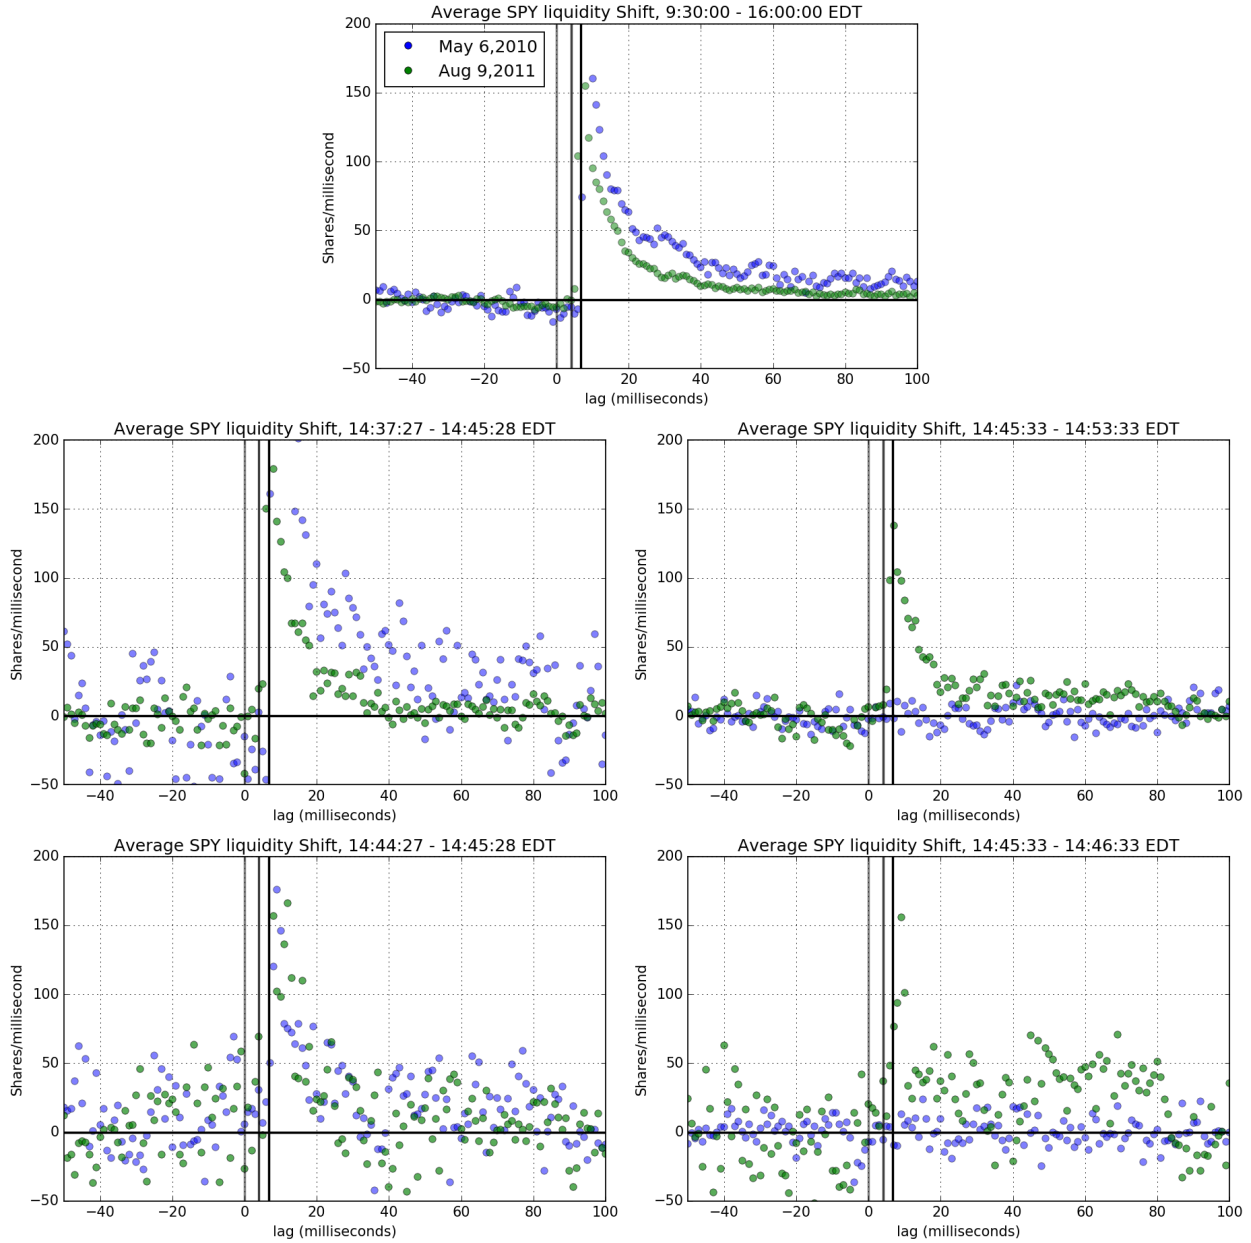 Average SPY liquidity Shift, 9:30:00 - 16:00:00 EDT
200
150
100
50
0
−50
Shares/millisecond
May 6,2010
Aug 9,2011
−40 −20 0 20 40 60 80 100
lag (milliseconds)
Average SPY liquidity Shift, 14:37:27 - 14:45:28 EDT
200
150
100
50
0
−50
Shares/millisecond
−40 −20 0 20 40 60 80 100
lag (milliseconds)
Average SPY liquidity Shift, 14:45:33 - 14:53:33 EDT
200
150
100
50
0
−50
Shares/millisecond
−40 −20 0 20 40 60 80 100
lag (milliseconds)
Average SPY liquidity Shift, 14:44:27 - 14:45:28 EDT
200
150
100
50
0
−50
Shares/millisecond
−40 −20 0 20 40 60 80 100
lag (milliseconds)
Average SPY liquidity Shift, 14:45:33 - 14:46:33 EDT
200
150
100
50
0
−50
Shares/millisecond
−40 −20 0 20 40 60 80 100
lag (milliseconds)